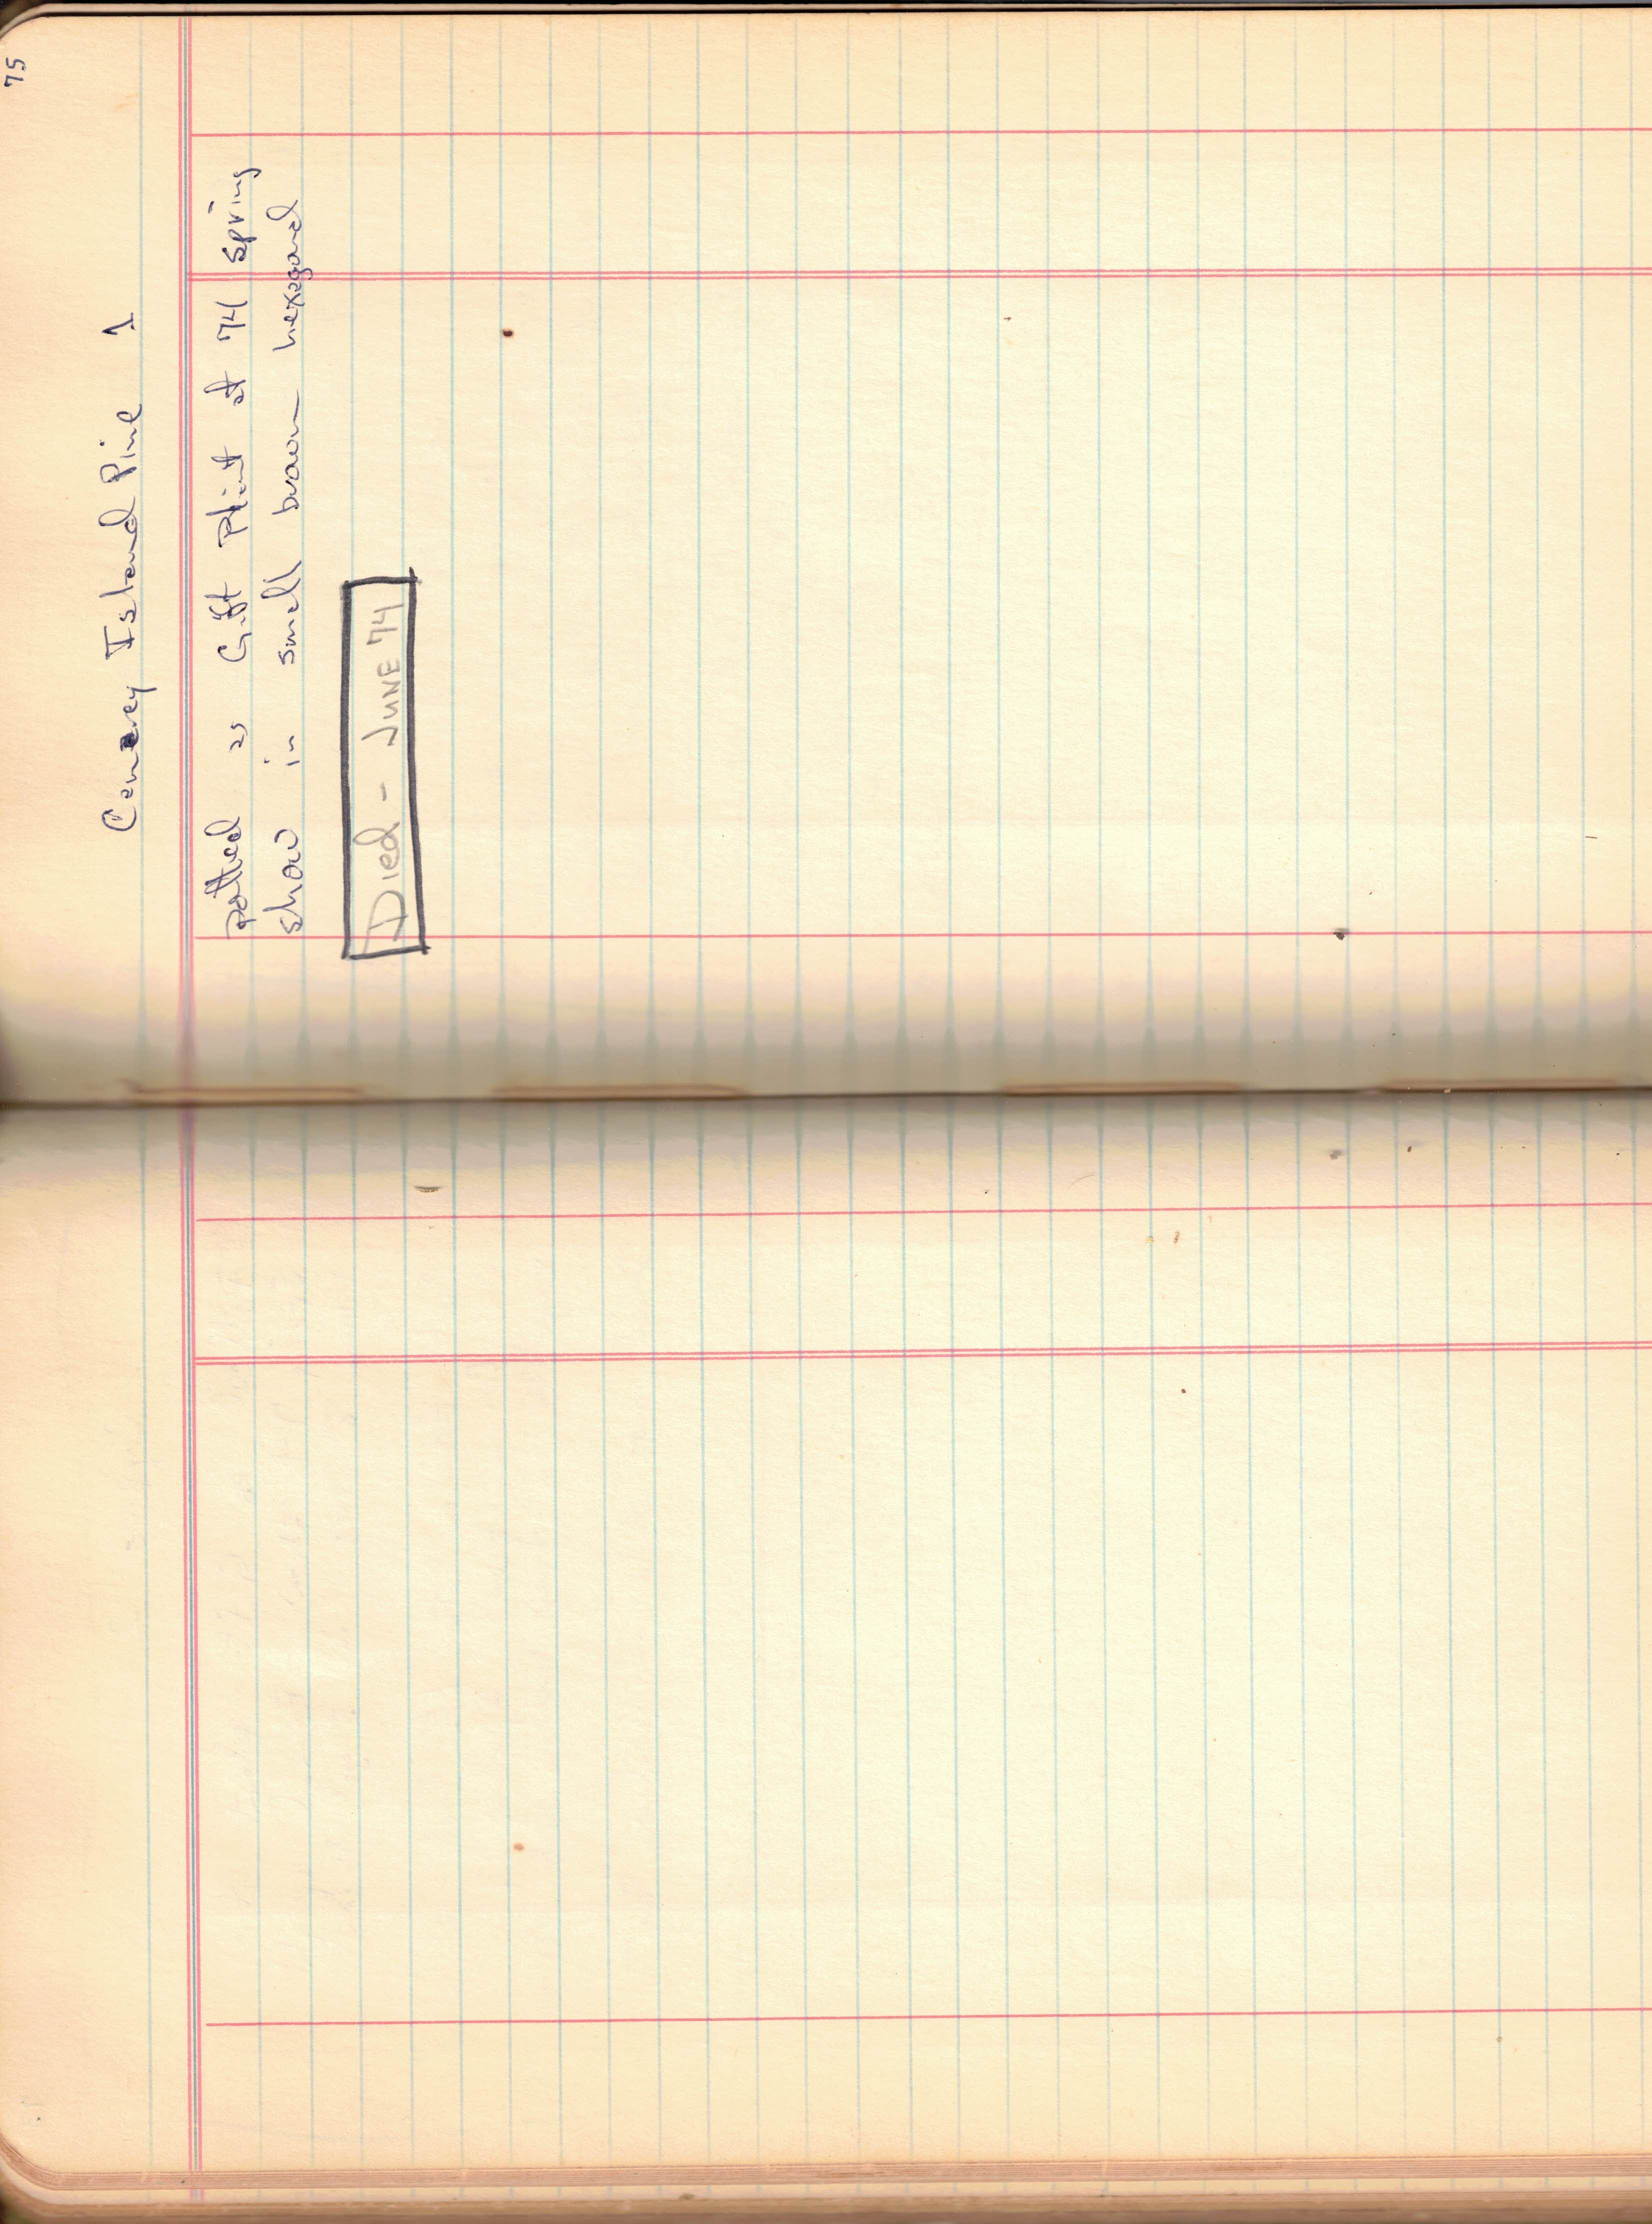 75
Canarey Island Pine 1
potted as Gift Plant at 74 spring
show in small brown hexagonal
Died - JUNE 74